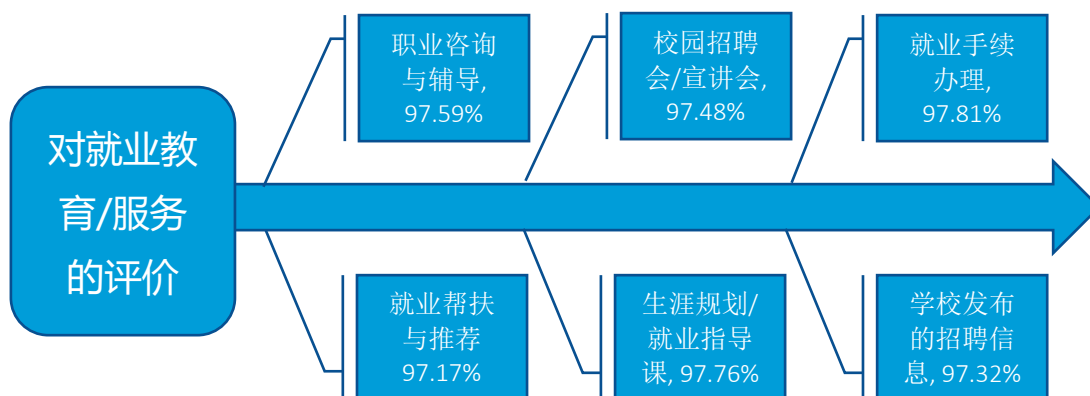 对就业教
育/服务
的评价
职业咨询
与辅导,
97.59%
校园招聘
会/宣讲会,
97.48%
就业手续
办理,
97.81%
就业帮扶
与推荐
97.17%
生涯规划/
就业指导
课, 97.76%
学校发布
的招聘信
息, 97.32%